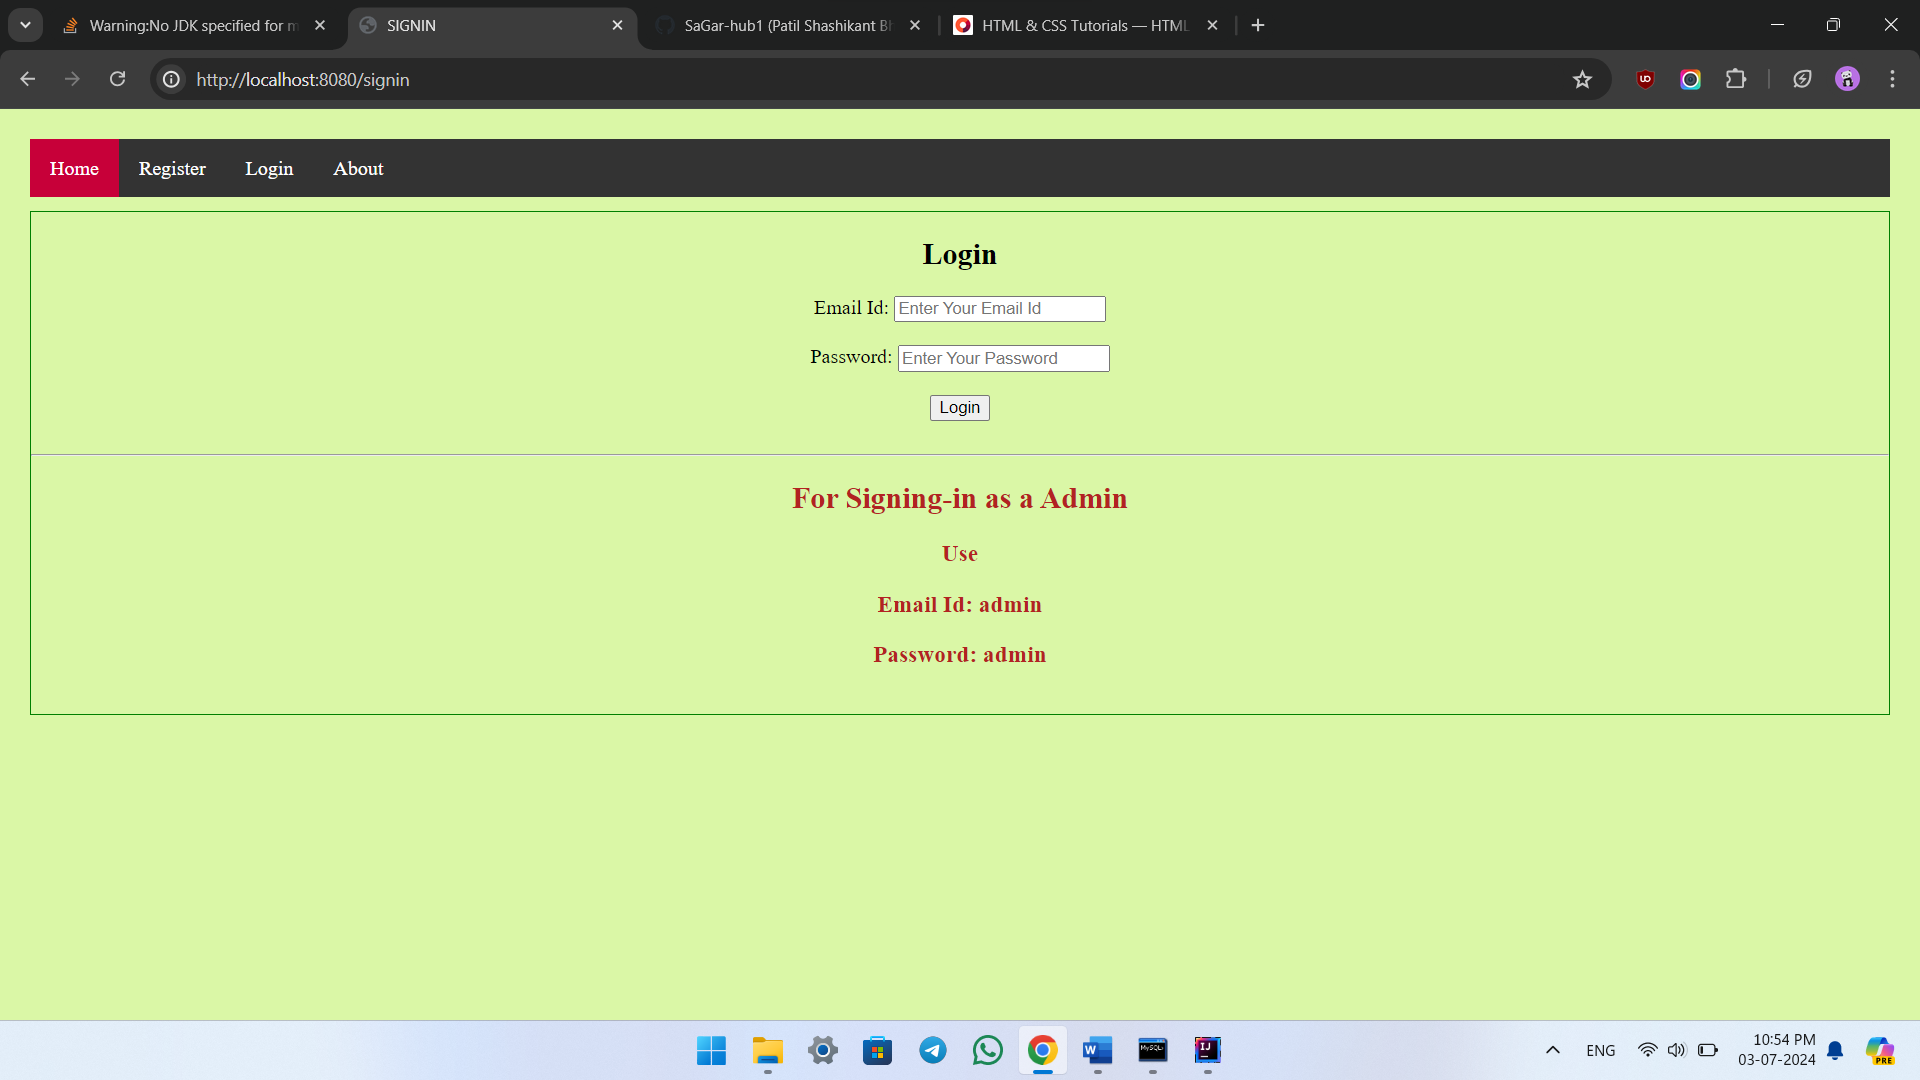 Warning:No JDK specified for m
SIGNIN
SaGar-hub1 (Patil Shashikant Bh
HTML & CSS Tutorials — HTML
http://localhost:8080/signin
Home Register Login About
Login
Email Id: Enter Your Email Id
Password: Enter Your Password
Login
For Signing-in as a Admin
Use
Email Id: admin
Password: admin
ENG
10:54 PM
03-07-2024